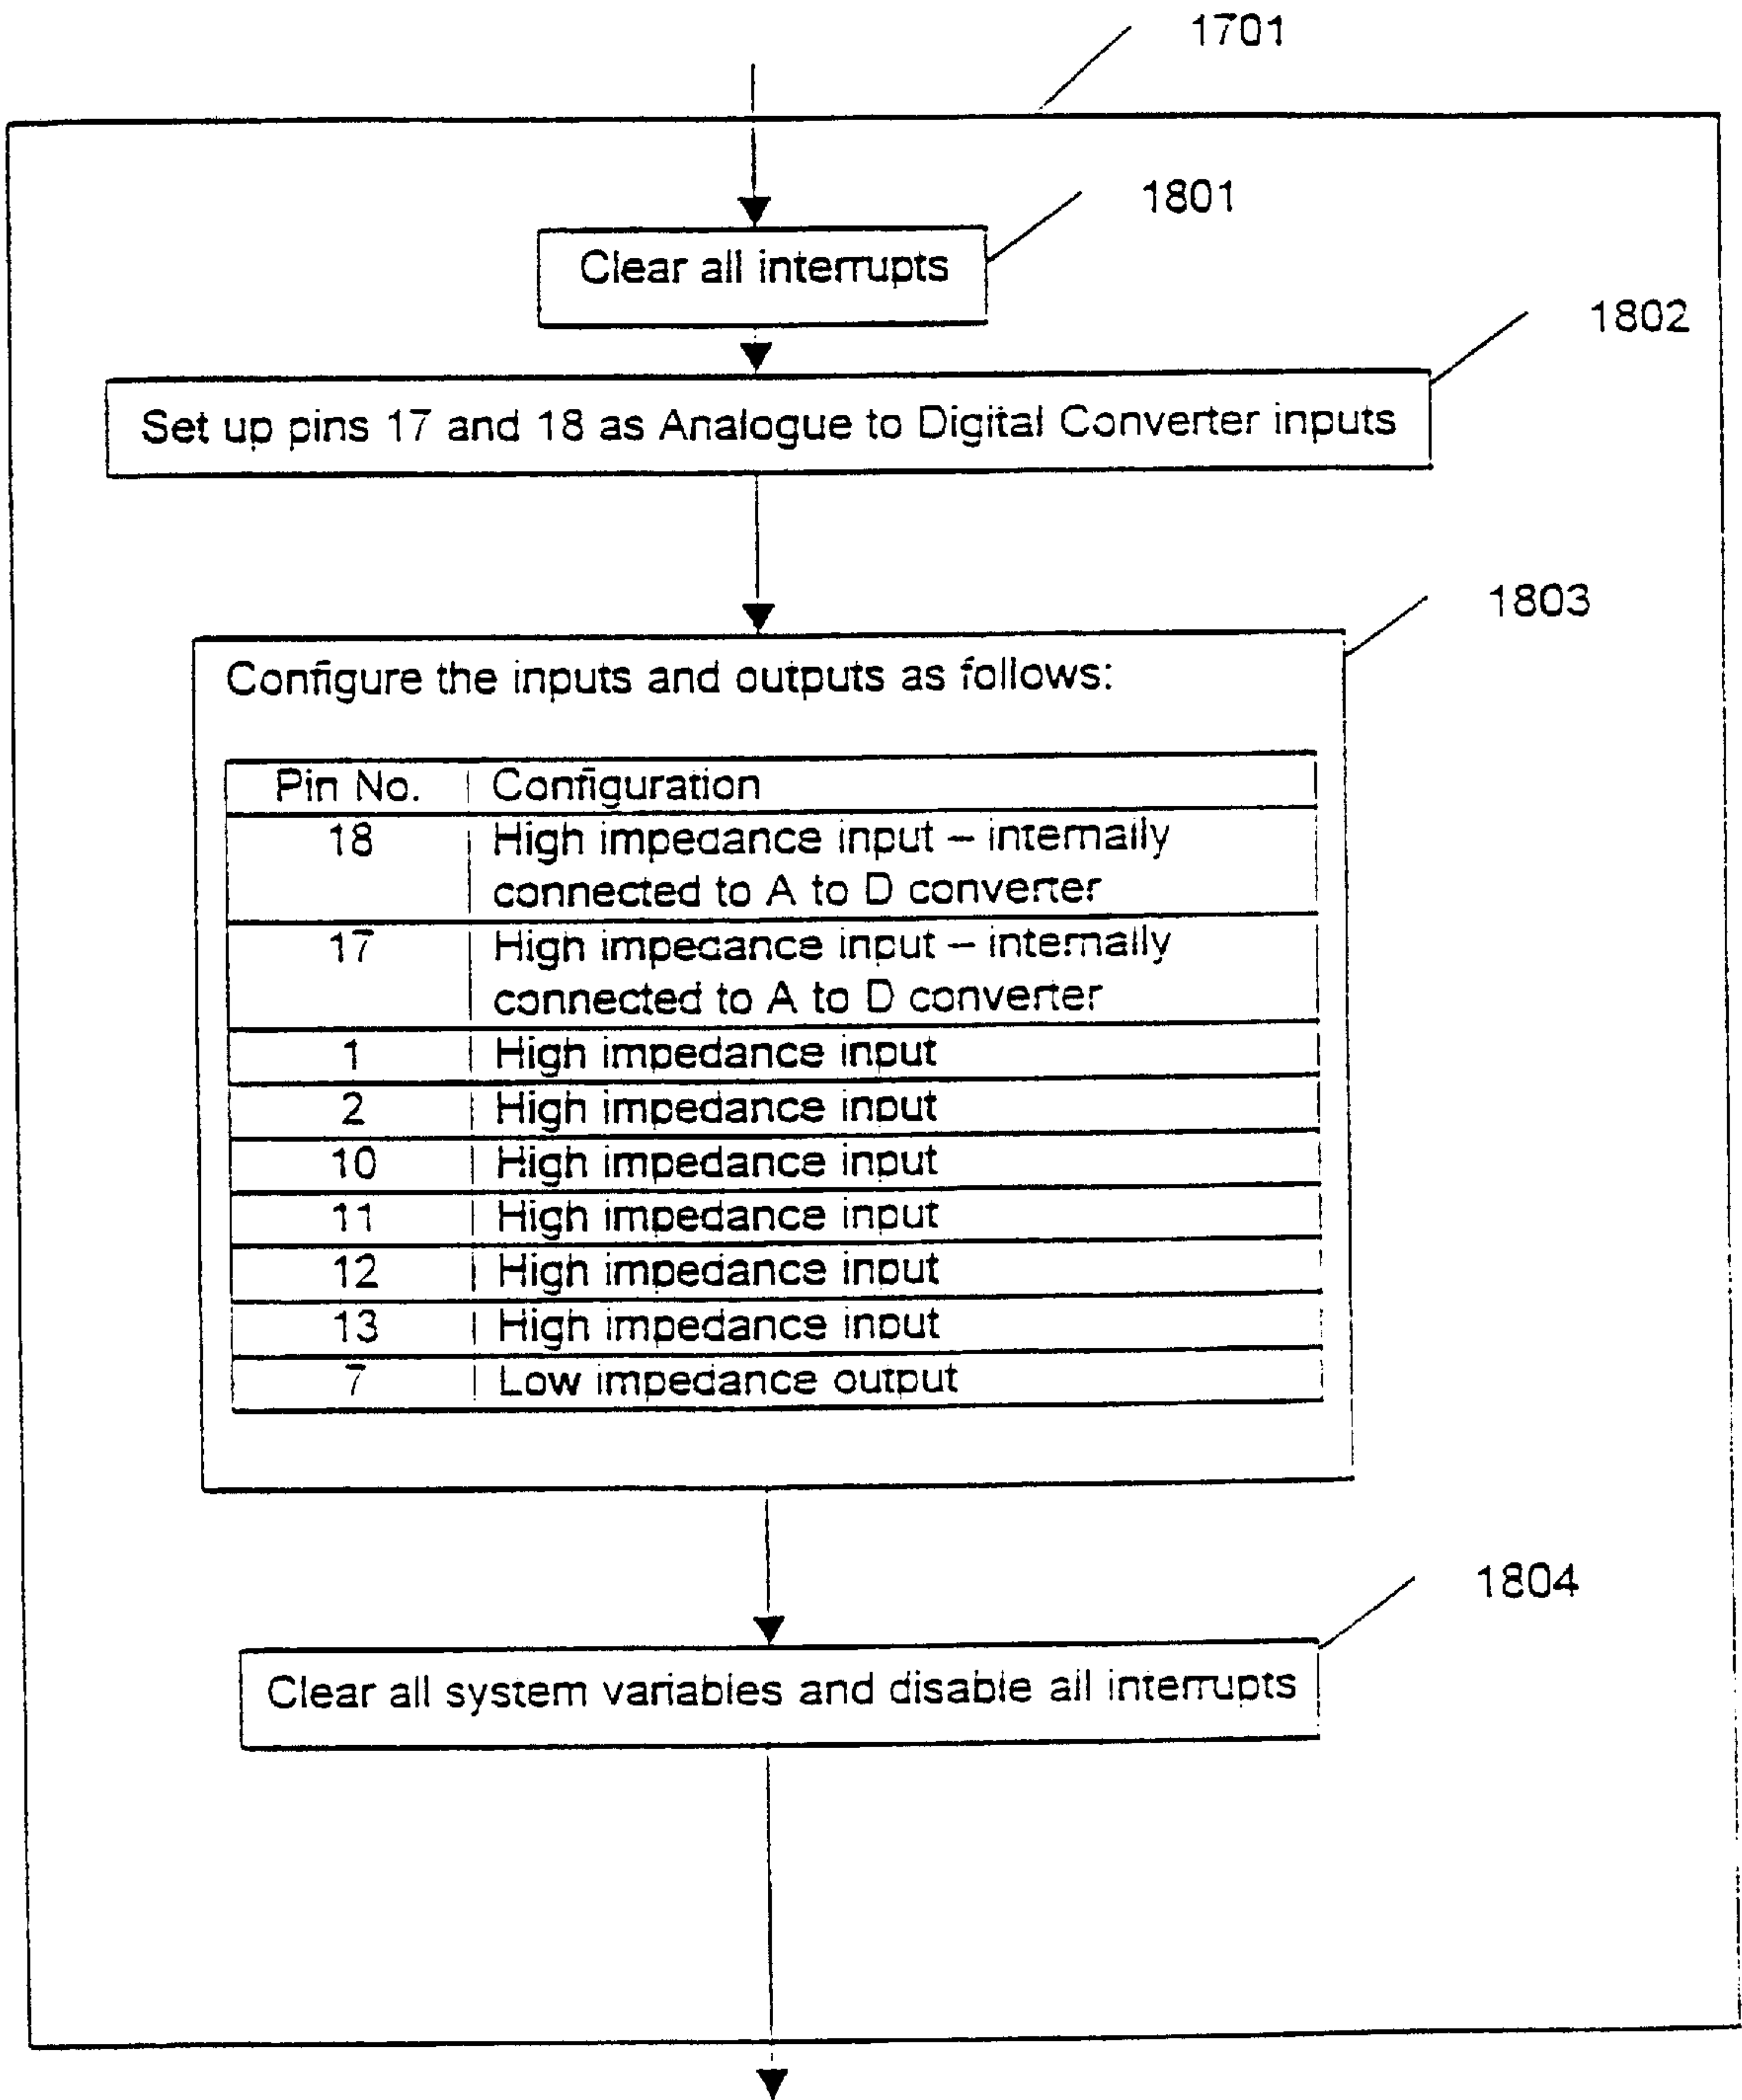 1701
1801
Clear all interrupts
1802
Set up pins 17 and 18 as Analogue to Digital Converter inputs
1803
Configure the inputs and outputs as follows:
Pin No. Configuration
18 High impedance input – internally
connected to A to D converter
17 High impedance input – internally
connected to A to D converter
1 High impedance input
2 High impedance input
10 High impedance input
11 High impedance input
12 High impedance input
13 High impedance input
7 Low impedance output
1804
Clear all system variables and disable all interrupts